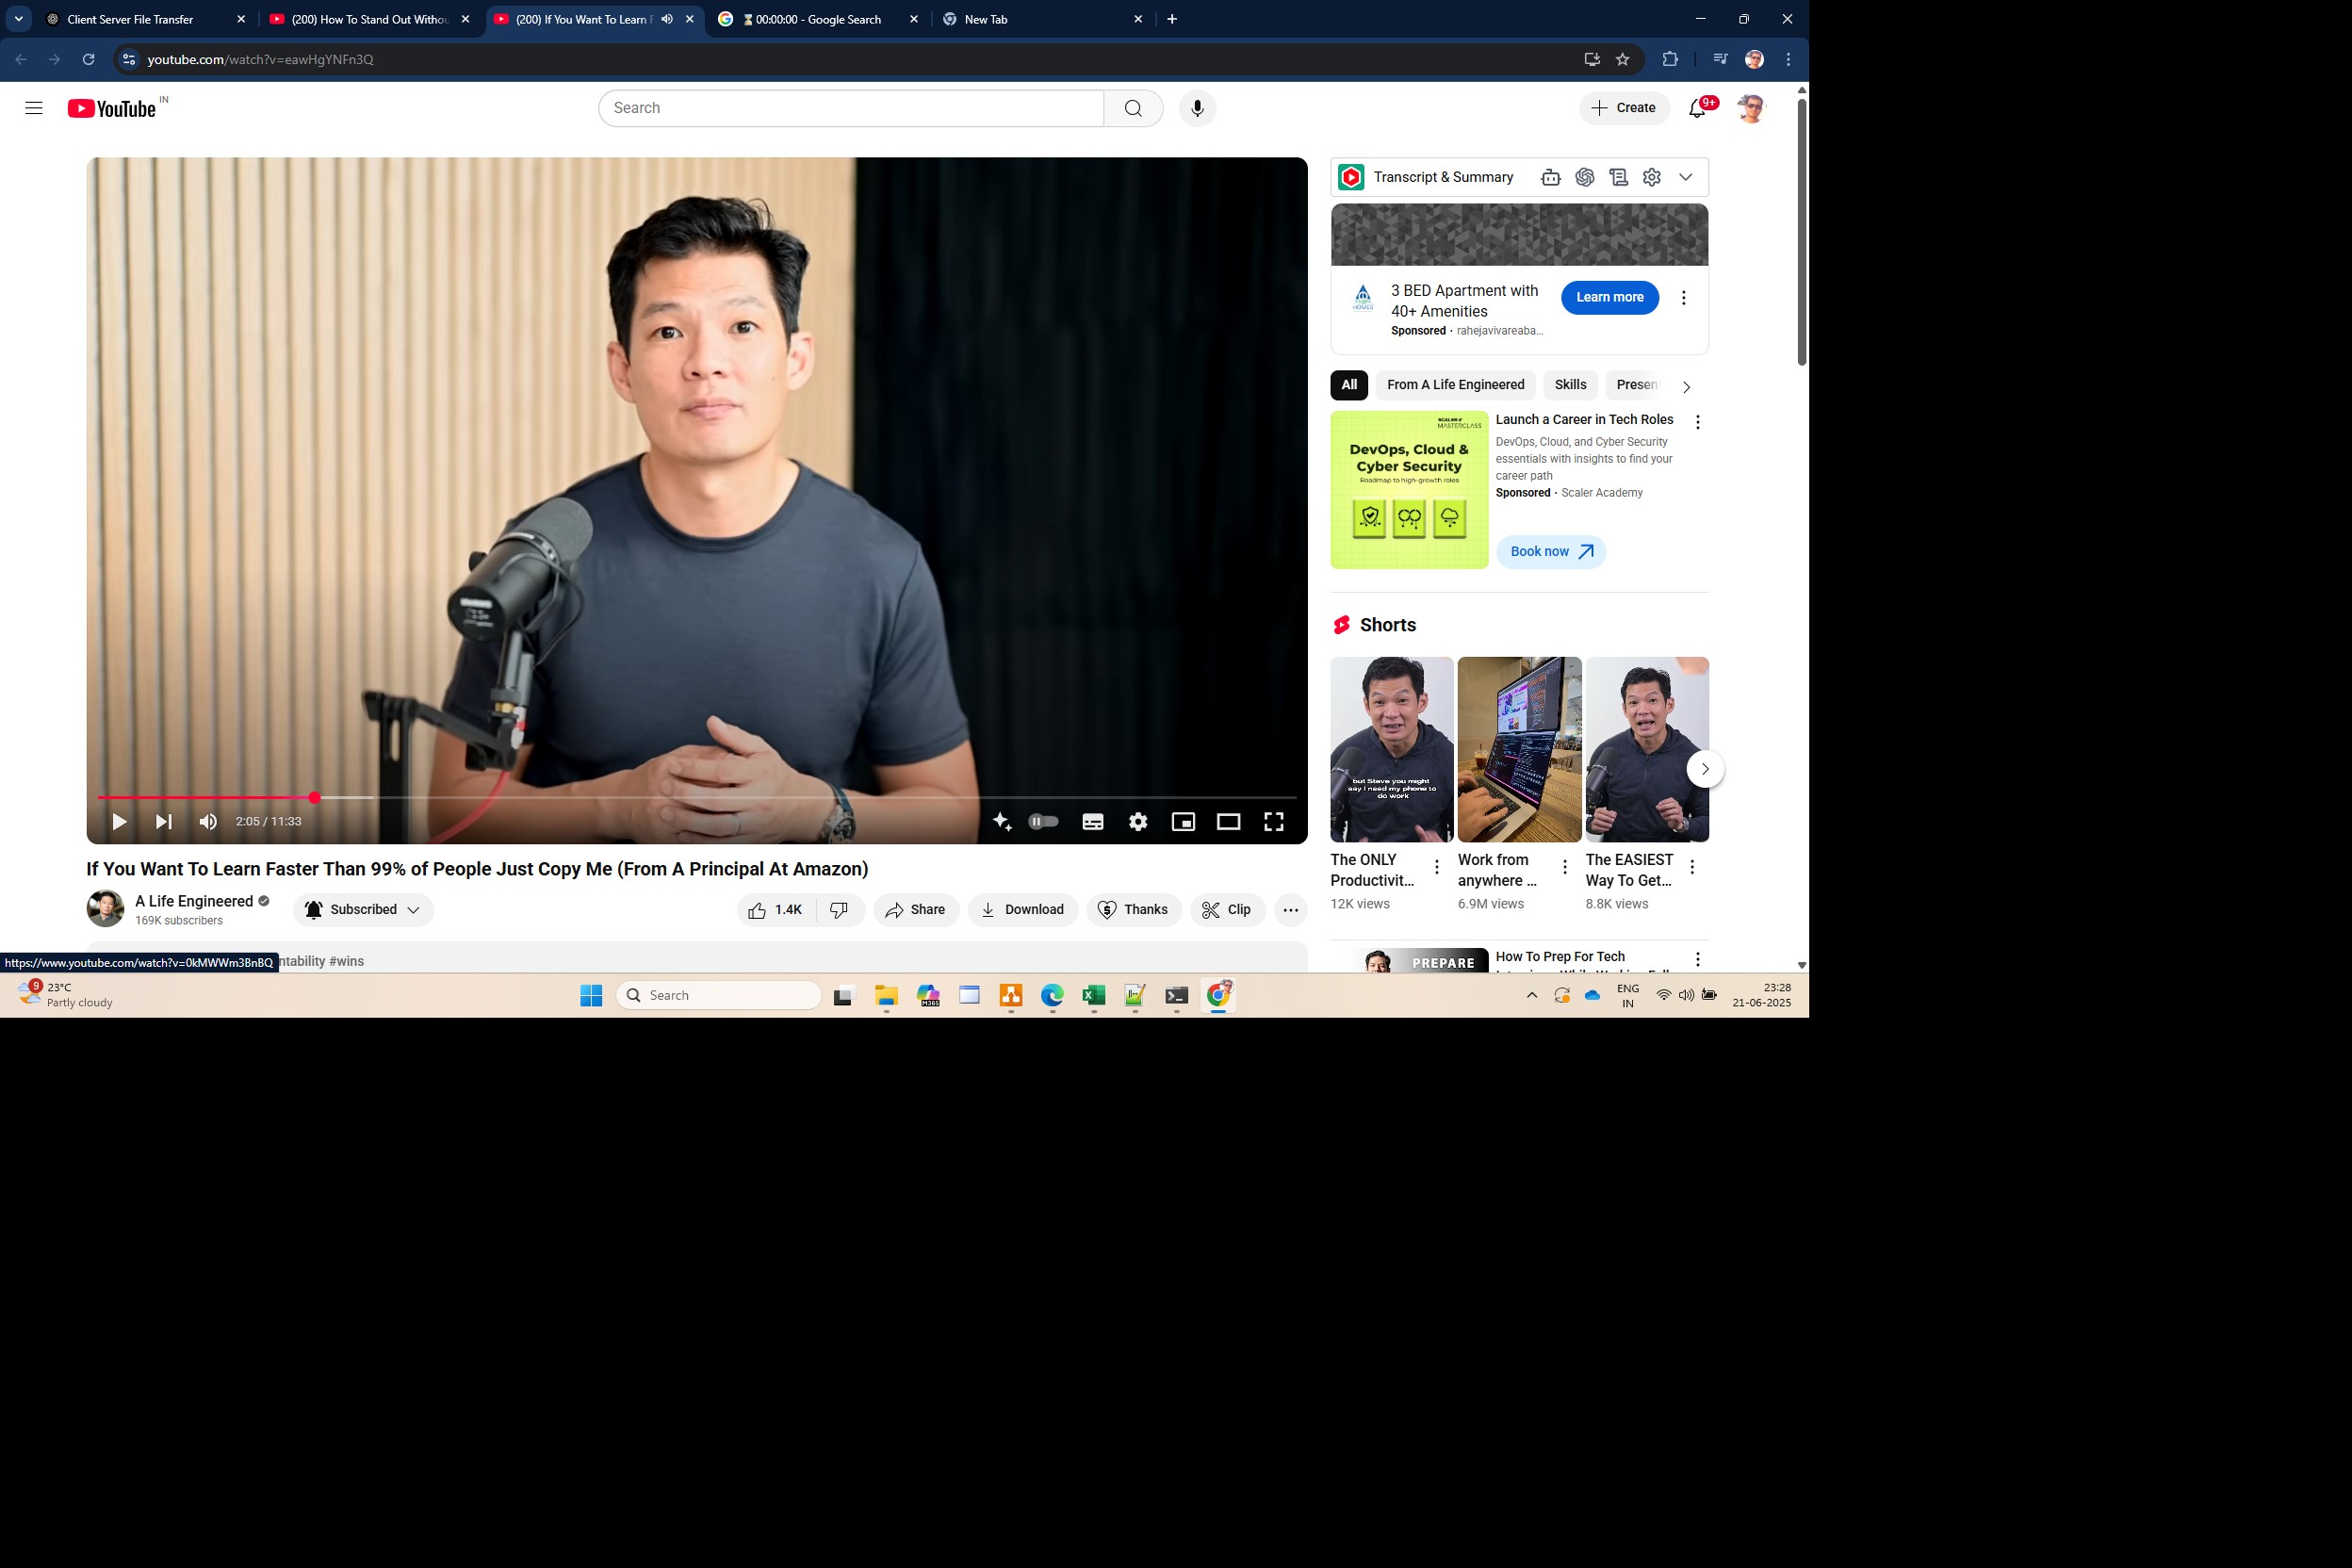 Client Server File Transfer
(200) How To Stand Out Withou
(200) If You Want To Learn F
00:00:00 - Google Search
New Tab
youtube.com/watch?v=eawHgYNFn3Q
YouTube IN
Search
Create
9+
Transcript & Summary
3 BED Apartment with
40+ Amenities
Sponsored · rahejavivareaba...
Learn more
All
From A Life Engineered
Skills
Presen
SCALER
MASTERCLASS
DevOps, Cloud &
Cyber Security
Roadmap to high-growth roles
Launch a Career in Tech Roles
DevOps, Cloud, and Cyber Security
essentials with insights to find your
career path
Sponsored · Scaler Academy
Book now
Shorts
but Steve you might
say I need my phone to
do work
The ONLY
Productivit...
12K views
Work from
anywhere ...
6.9M views
The EASIEST
Way To Get...
8.8K views
2:05 / 11:33
If You Want To Learn Faster Than 99% of People Just Copy Me (From A Principal At Amazon)
A Life Engineered
169K subscribers
Subscribed
1.4K
Share
Download
Thanks
Clip
PREPARE
How To Prep For Tech
https://www.youtube.com/watch?v=0kMWWm3BnBQ
ntability #wins
9
23°C
Partly cloudy
Search
M365
ENG
IN
23:28
21-06-2025